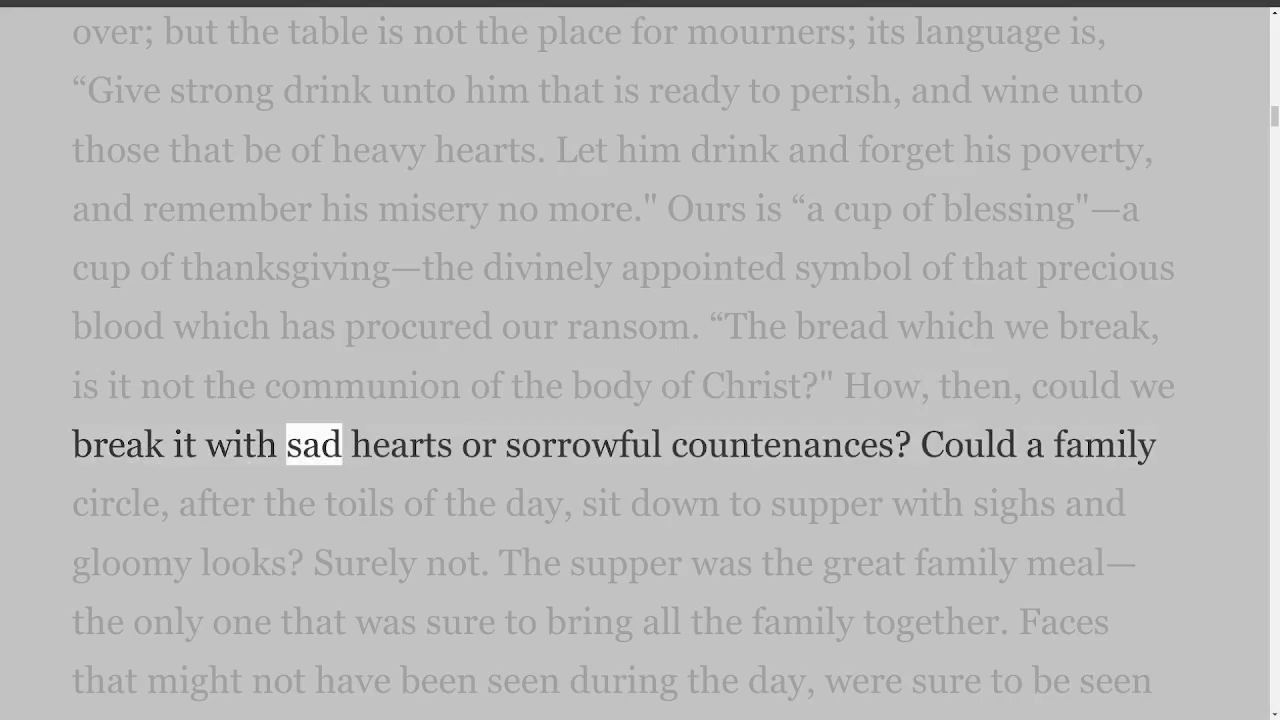 over; but the table is not the place for mourners; its language is,
“Give strong drink unto him that is ready to perish, and wine unto
those that be of heavy hearts. Let him drink and forget his poverty,
and remember his misery no more." Ours is “a cup of blessing"—a
cup of thanksgiving—the divinely appointed symbol of that precious
blood which has procured our ransom. “The bread which we break,
is it not the communion of the body of Christ?" How, then, could we
break it with sad hearts or sorrowful countenances? Could a family
circle, after the toils of the day, sit down to supper with sighs and
gloomy looks? Surely not. The supper was the great family meal—
the only one that was sure to bring all the family together. Faces
that might not have been seen during the day, were sure to be seen